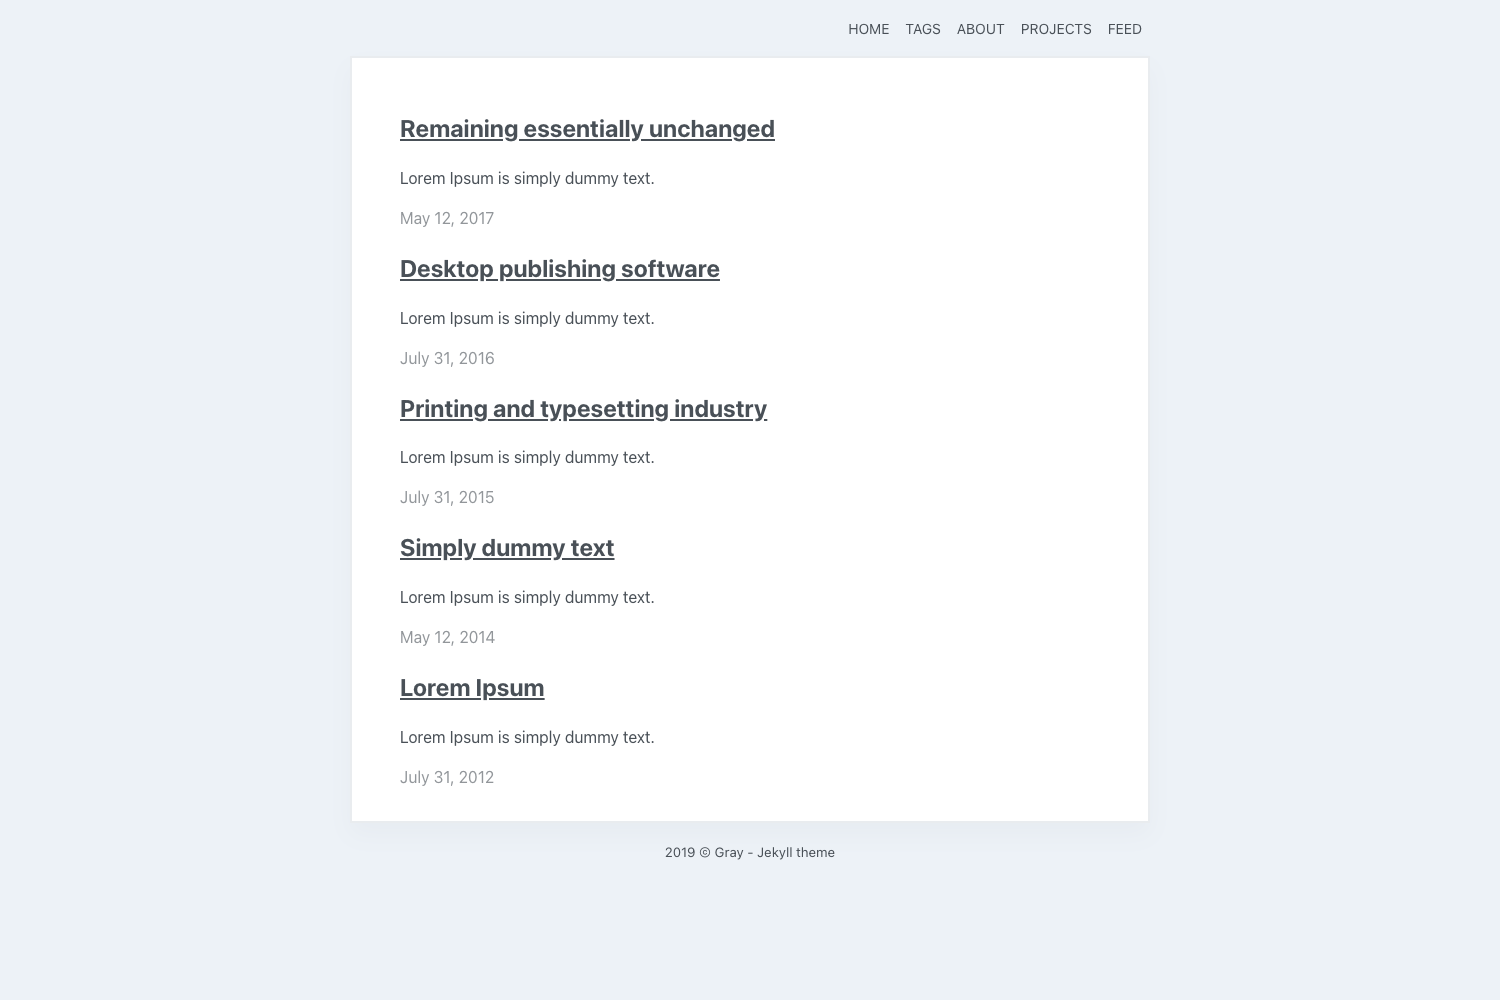 HOME TAGS ABOUT PROJECTS FEED
Remaining essentially unchanged
Lorem Ipsum is simply dummy text.
May 12, 2017
Desktop publishing software
Lorem Ipsum is simply dummy text.
July 31, 2016
Printing and typesetting industry
Lorem Ipsum is simply dummy text.
July 31, 2015
Simply dummy text
Lorem Ipsum is simply dummy text.
May 12, 2014
Lorem Ipsum
Lorem Ipsum is simply dummy text.
July 31, 2012
2019 © Gray - Jekyll theme